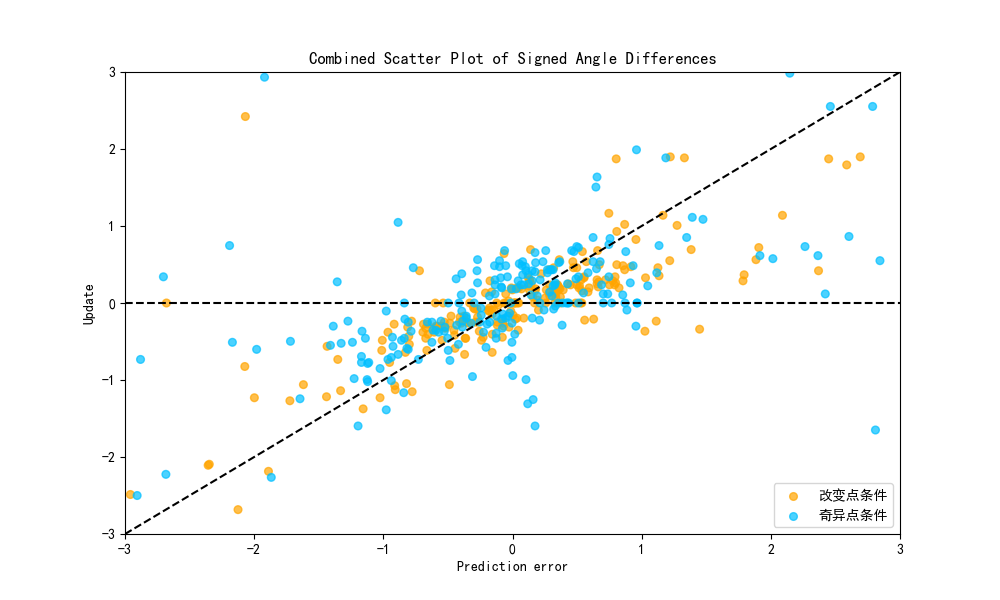 Combined Scatter Plot of Signed Angle Differences
3
2
1
0
−1
−2
−3
Update
−3 −2 −1 0 1 2 3
Prediction error
改变点条件
奇异点条件